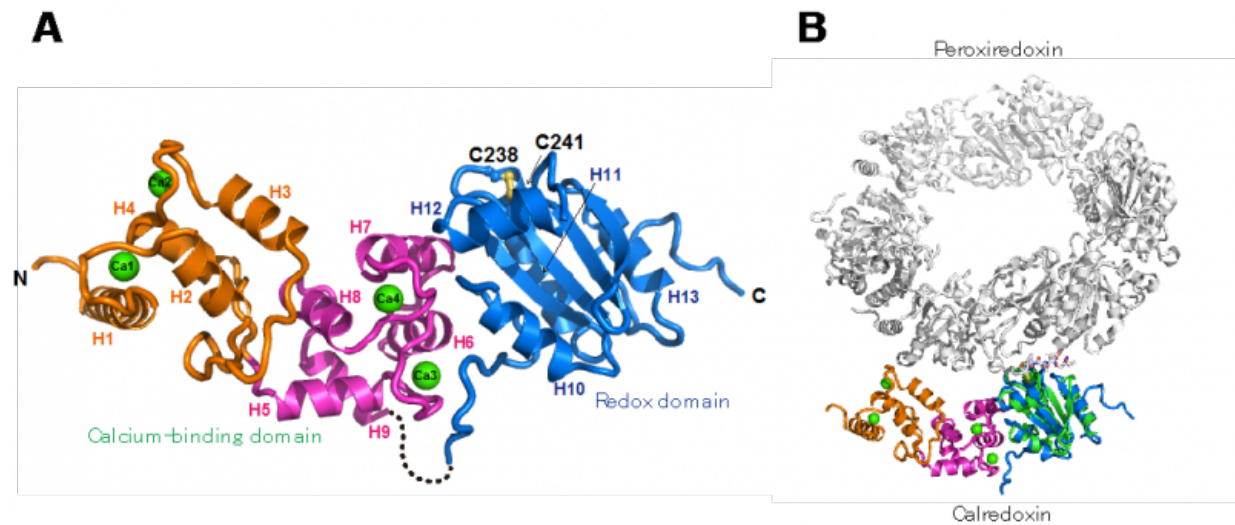 A
C238
C241
H11
H12
H3
Ca2
H4
H7
N
Ca1
H2
H8
Ca4
H13
C
H1
H6
Ca3
H10
H5
H9
Redox domain
Calcium-binding domain
B
Peroxiredoxin
Calredoxin